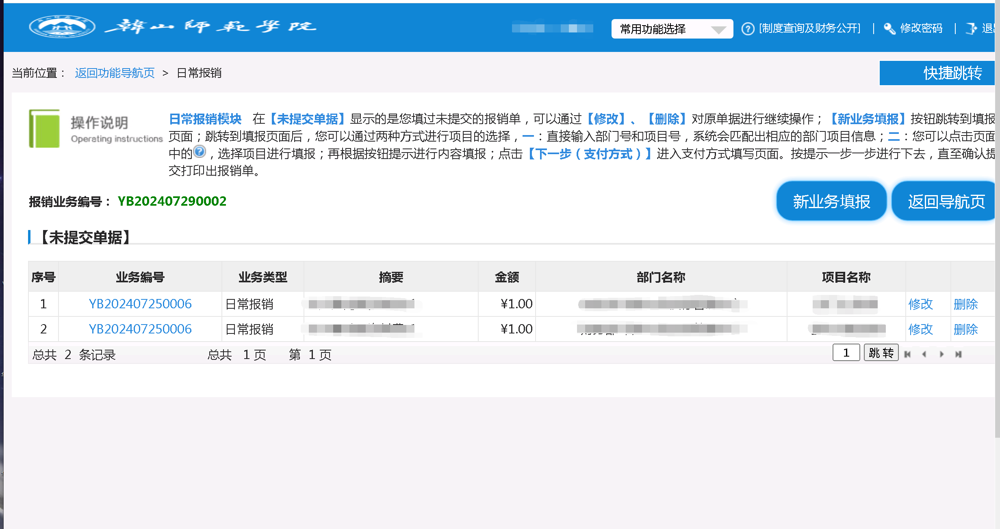 韓山師範學院
常用功能选择
[制度查询及财务公开] | 修改密码 | 退
当前位置： 返回功能导航页 > 日常报销
快捷跳转
操作说明
Operating instructions
日常报销模块 在【未提交单据】显示的是您填过未提交的报销单，可以通过【修改】、【删除】对原单据进行继续操作；【新业务填报】按钮跳转到填报
页面；跳转到填报页面后，您可以通过两种方式进行项目的选择，一：直接输入部门号和项目号，系统会匹配出相应的部门项目信息；二：您可以点击页面
中的，选择项目进行填报；再根据按钮提示进行内容填报；点击【下一步（支付方式）】进入支付方式填写页面。按提示一步一步进行下去，直至确认提
交打印出报销单。
报销业务编号： YB202407290002
新业务填报 返回导航页
【未提交单据】
序号 业务编号 业务类型 摘要 金额 部门名称 项目名称
1 YB202407250006 日常报销 ¥1.00 修改 删除
2 YB202407250006 日常报销 ¥1.00 修改 删除
总共 2 条记录 总共 1 页 第 1 页 1 跳 转